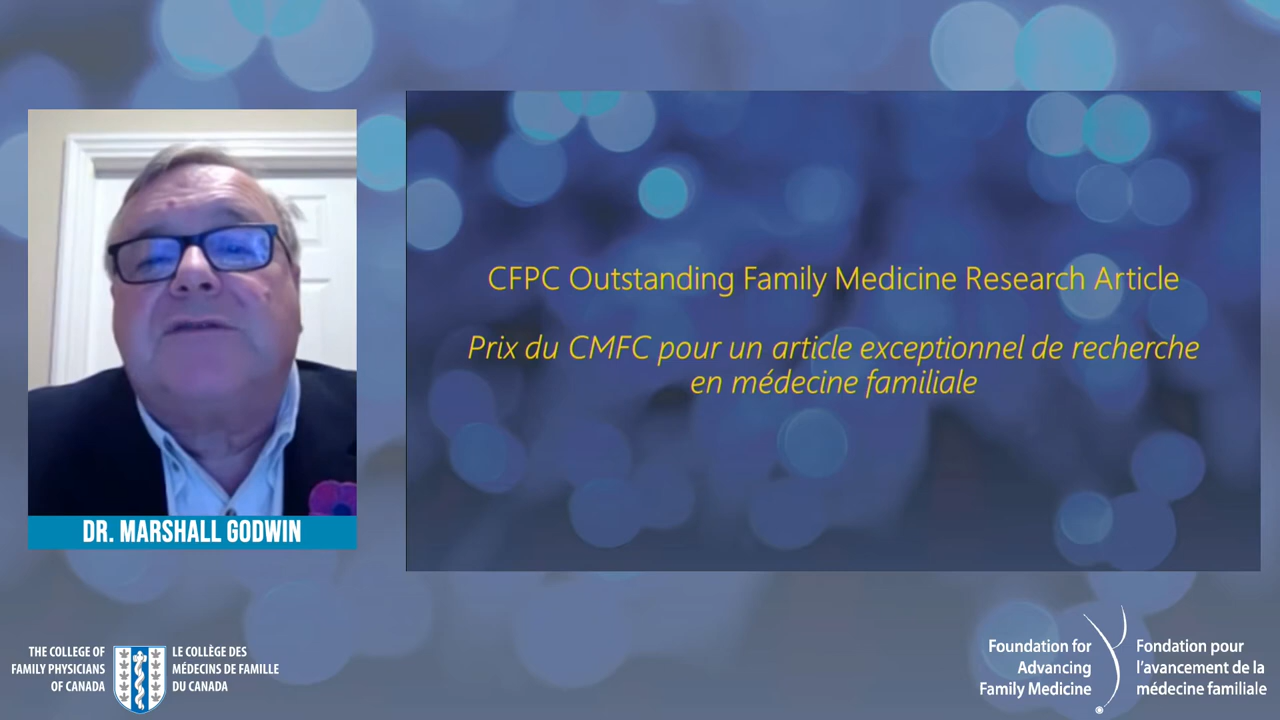 CFPC Outstanding Family Medicine Research Article
Prix du CMFC pour un article exceptionnel de recherche
en médecine familiale
DR. MARSHALL GODWIN
THE COLLEGE OF
FAMILY PHYSICIANS
OF CANADA
LE COLLÈGE DES
MÉDECINS DE FAMILLE
DU CANADA
Foundation for
Advancing
Family Medicine
Fondation pour
l'avancement de la
médecine familiale